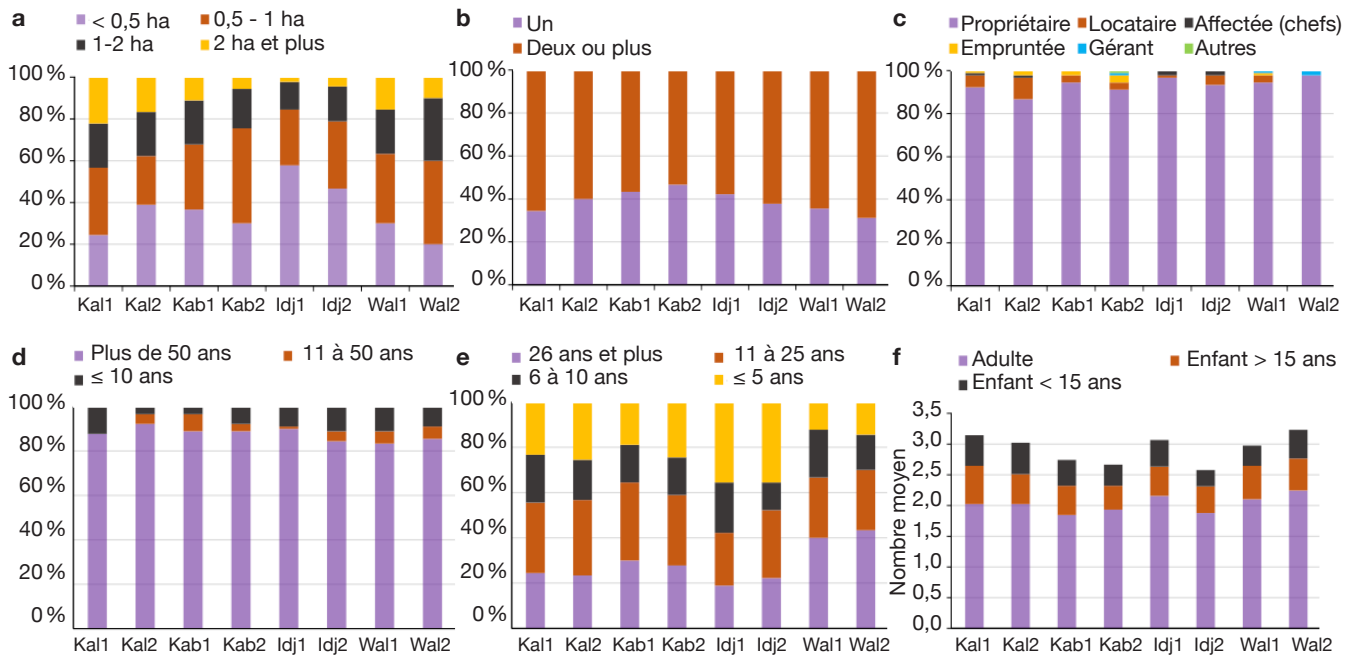 a
< 0,5 ha
0,5 - 1 ha
1-2 ha
2 ha et plus
100 %
80 %
60 %
40 %
20 %
0 %
Kal1 Kal2 Kab1 Kab2 Idj1 Idj2 Wal1 Wal2
b
Un
Deux ou plus
100 %
80 %
60 %
40 %
20 %
0 %
Kal1 Kal2 Kab1 Kab2 Idj1 Idj2 Wal1 Wal2
c
Propriétaire Locataire Affectée (chefs)
Empruntée Gérant Autres
100 %
80 %
60 %
40 %
20 %
0 %
Kal1 Kal2 Kab1 Kab2 Idj1 Idj2 Wal1 Wal2
d
Plus de 50 ans 11 à 50 ans
≤ 10 ans
100 %
80 %
60 %
40 %
20 %
0 %
Kal1 Kal2 Kab1 Kab2 Idj1 Idj2 Wal1 Wal2
e
26 ans et plus 11 à 25 ans
6 à 10 ans ≤ 5 ans
100 %
80 %
60 %
40 %
20 %
0 %
Kal1 Kal2 Kab1 Kab2 Idj1 Idj2 Wal1 Wal2
f
Adulte Enfant > 15 ans
Enfant < 15 ans
Nombre moyen
3,5
3,0
2,5
2,0
1,5
1,0
0,5
0,0
Kal1 Kal2 Kab1 Kab2 Idj1 Idj2 Wal1 Wal2